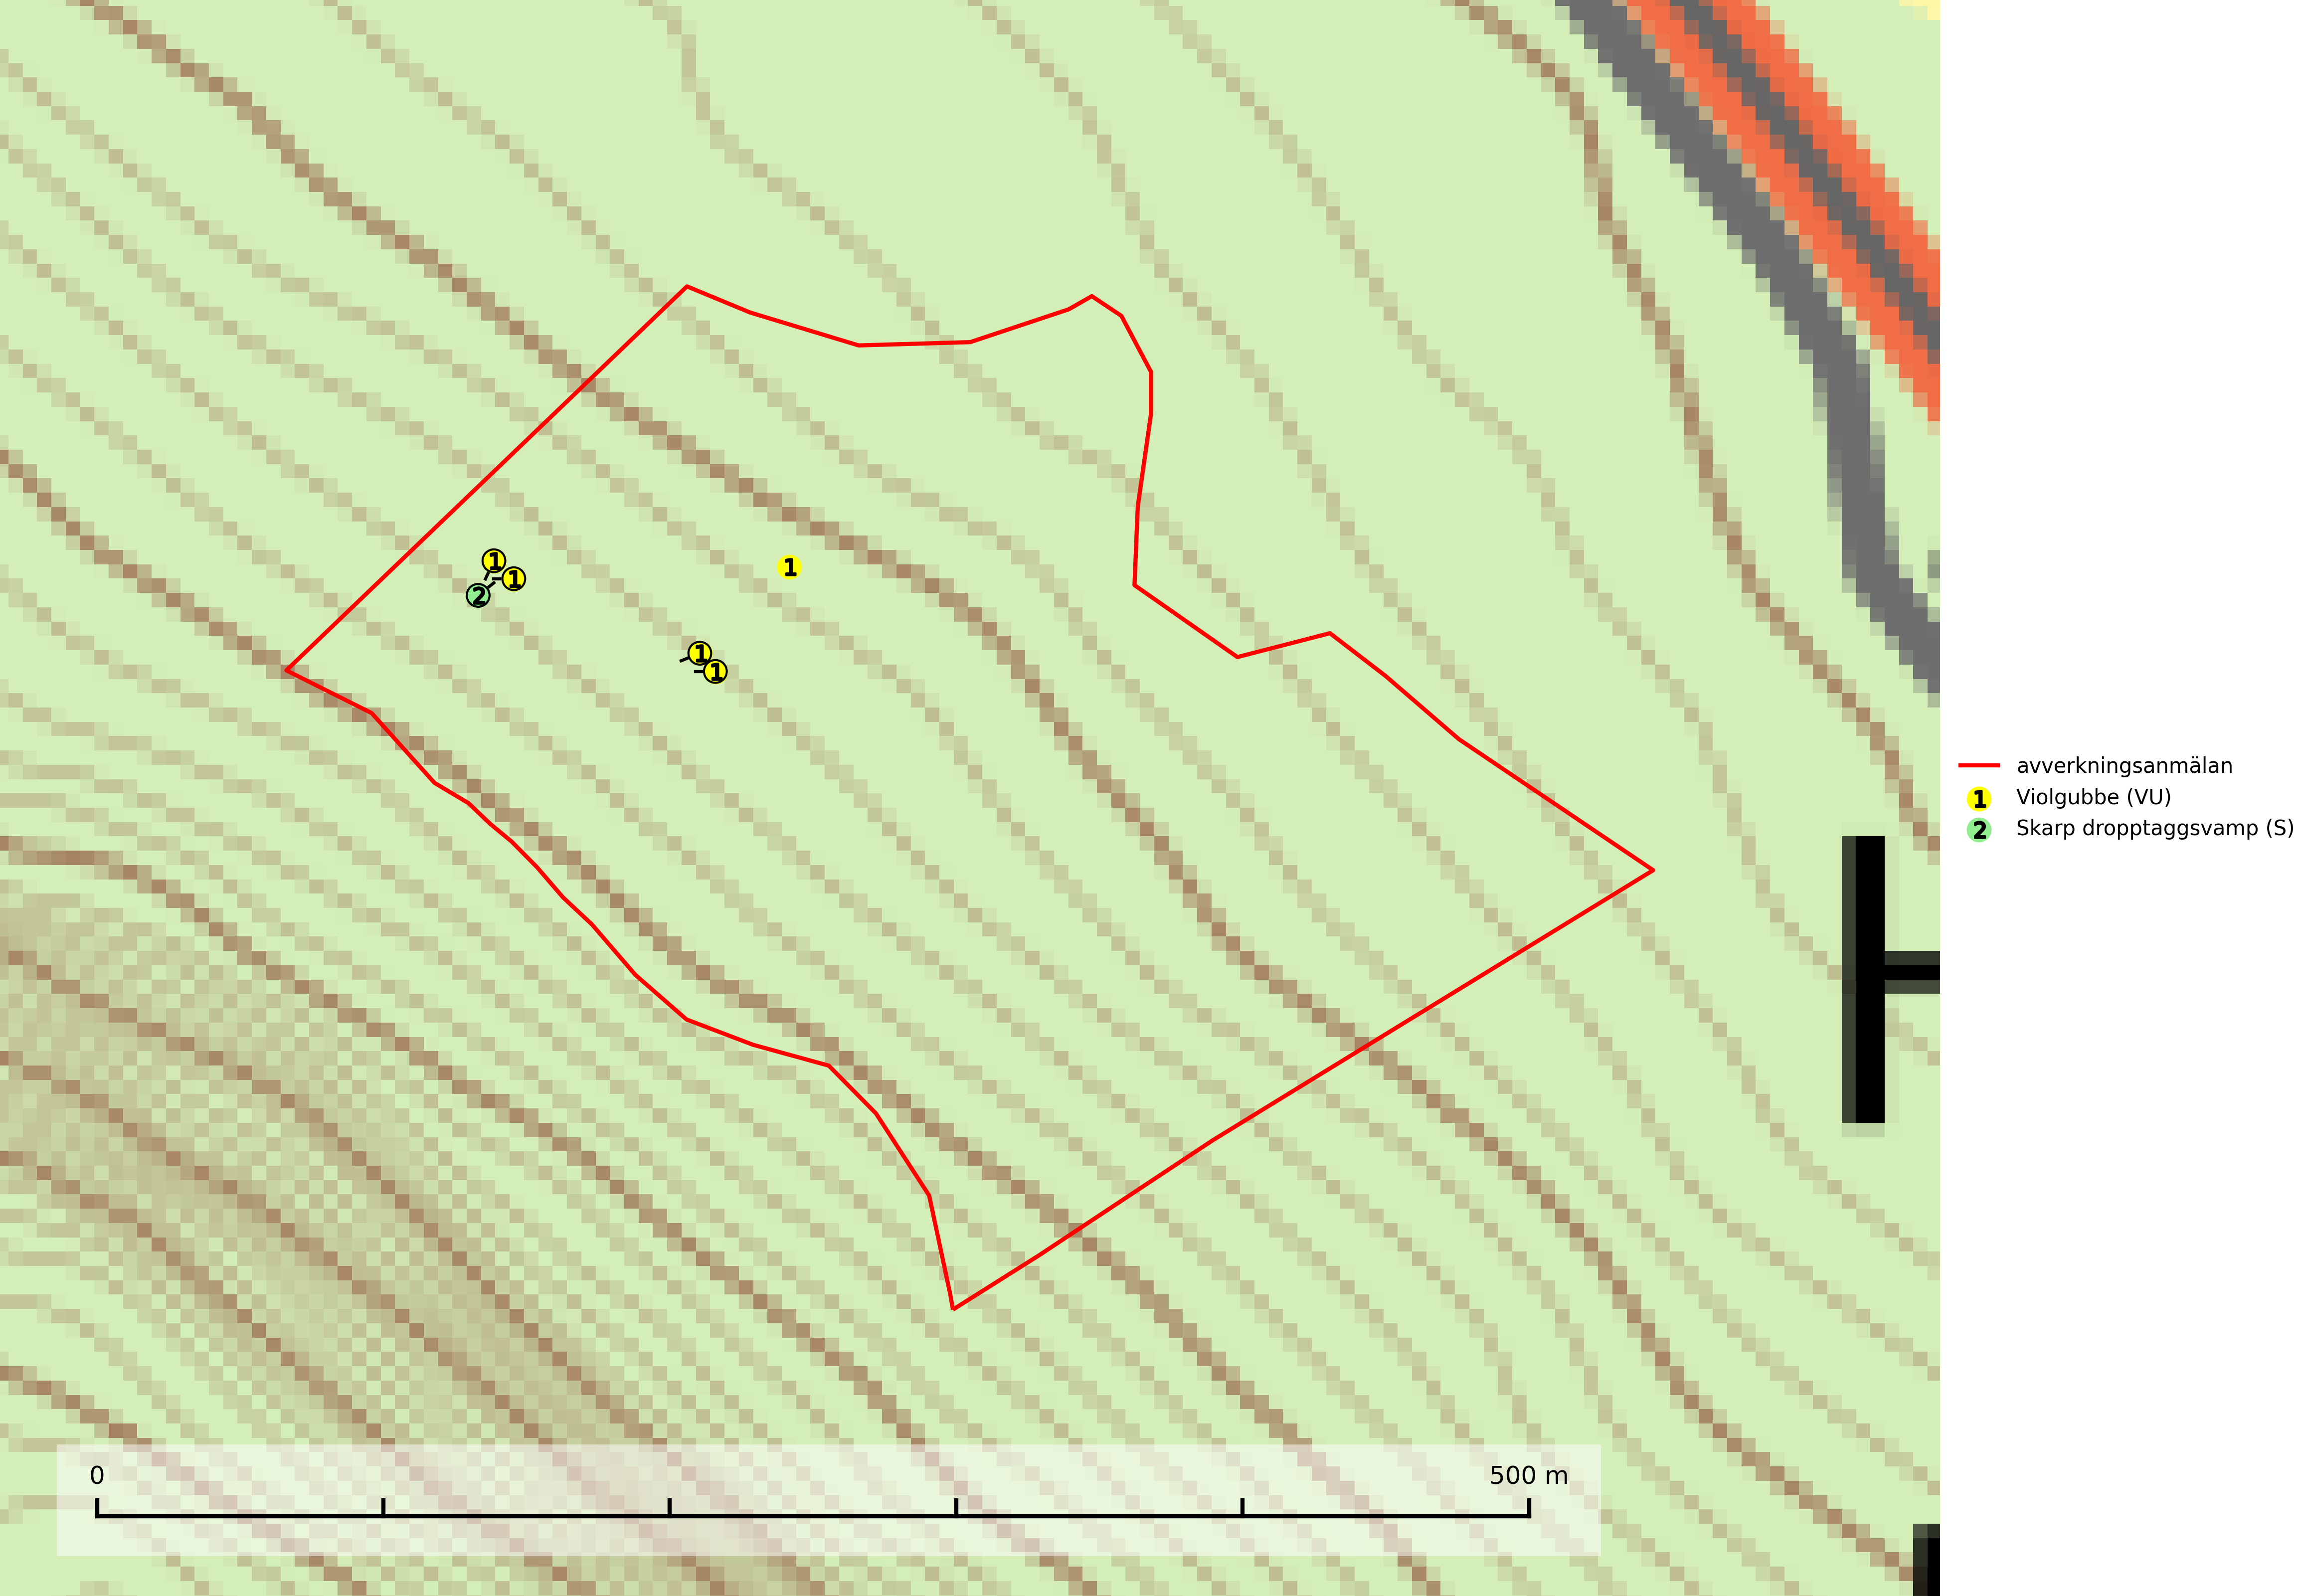 1
1
2
1
1
1
avverkningsanmälan
1 Violgubbe (VU)
2 Skarp dropptaggsvamp (S)
0 500 m